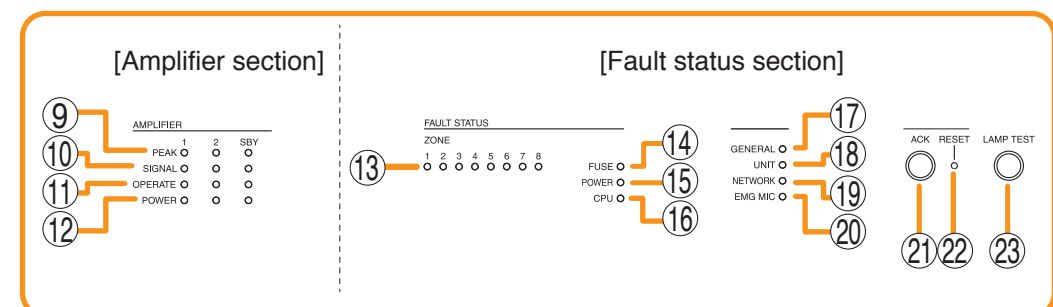 [Amplifier section]
[Fault status section]
9
10
11
12
AMPLIFIER
1 2 SBY
PEAK
SIGNAL
OPERATE
POWER
13
FAULT STATUS
ZONE
1 2 3 4 5 6 7 8
FUSE
POWER
CPU
14
15
16
GENERAL
UNIT
NETWORK
EMG MIC
17
18
19
20
ACK RESET LAMP TEST
21 22 23